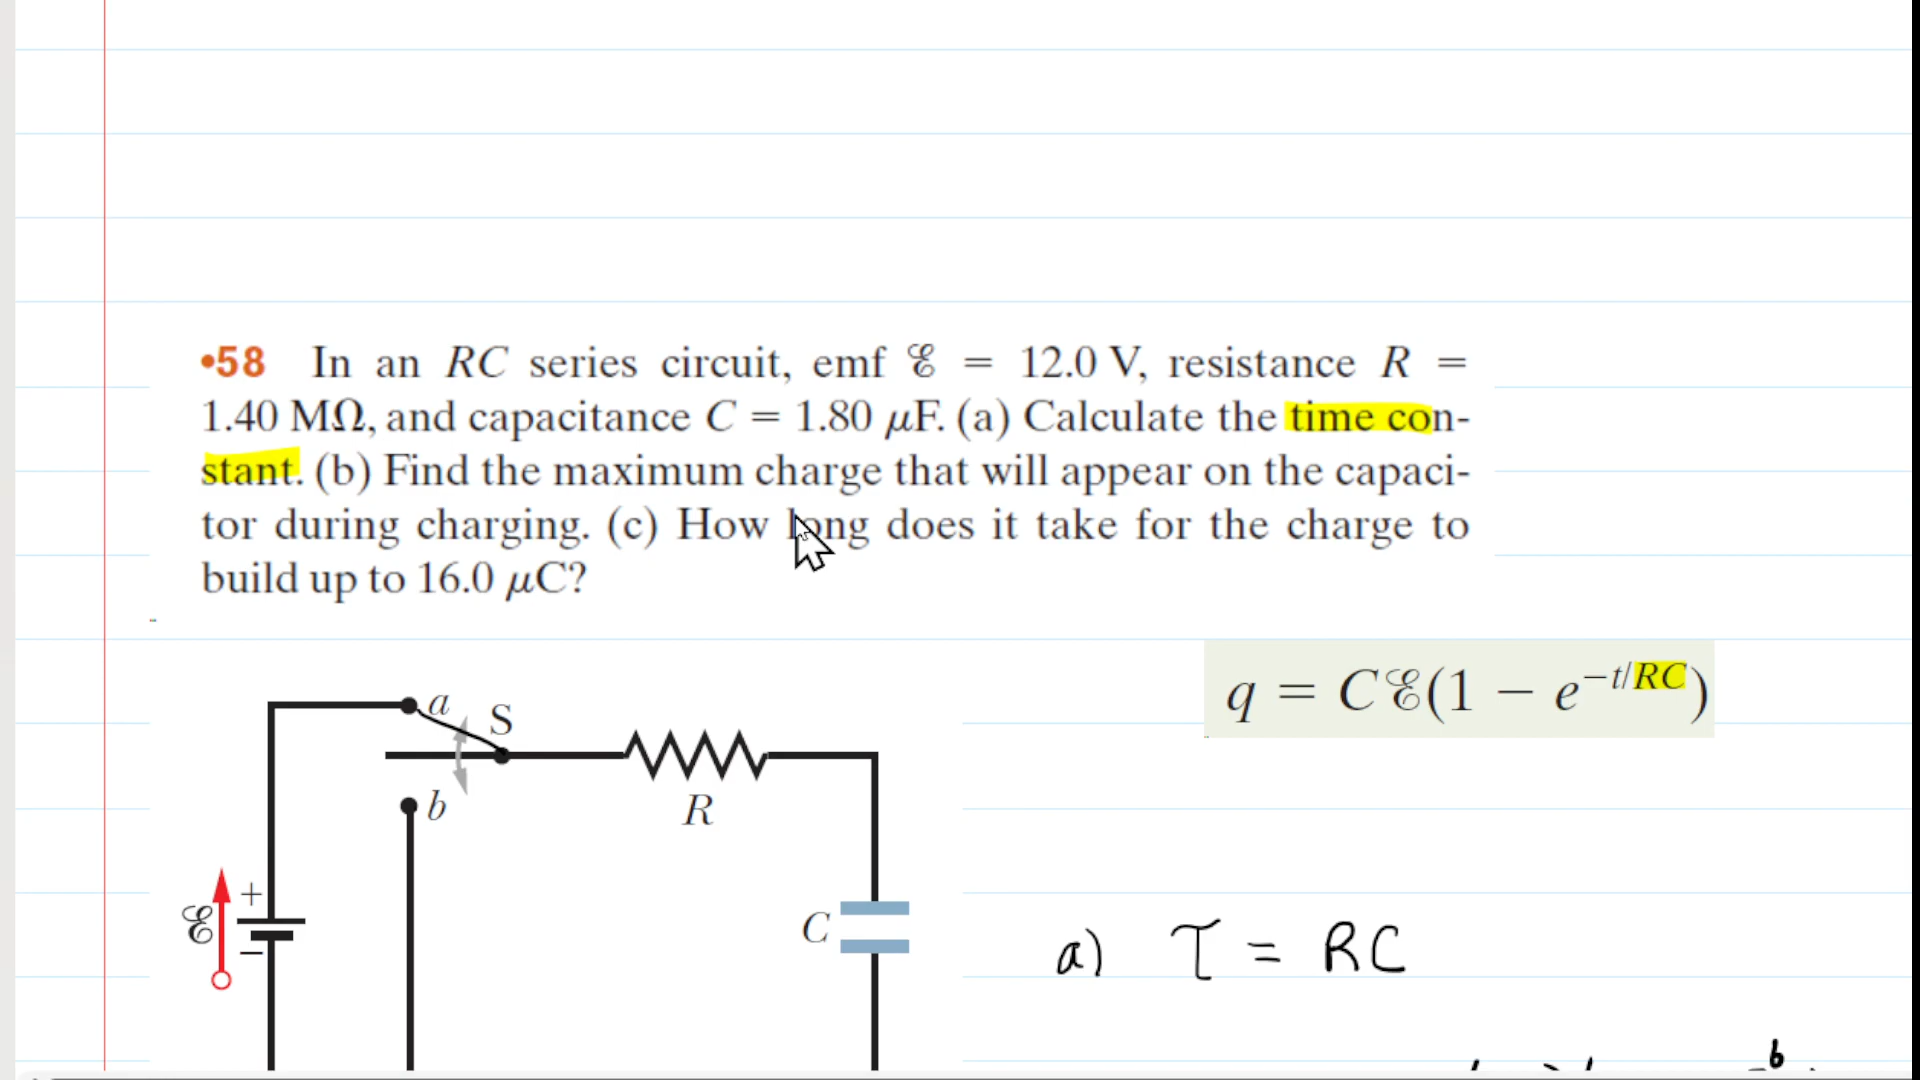 •58 In an RC series circuit, emf ℰ = 12.0 V, resistance R =
1.40 MΩ, and capacitance C = 1.80 μF. (a) Calculate the time con-
stant. (b) Find the maximum charge that will appear on the capaci-
tor during charging. (c) How long does it take for the charge to
build up to 16.0 μC?
q = Cℰ(1 − e^−t/RC)
a
S
b
R
+
ℰ
−
C
a) τ = RC
6